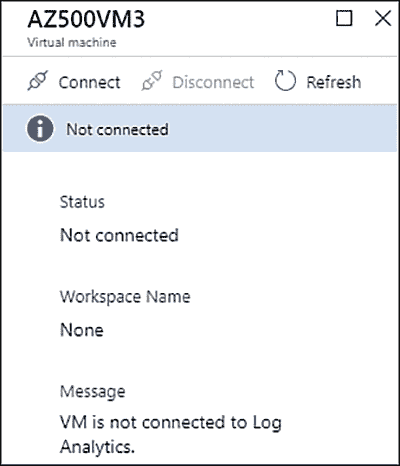 AZ500VM3
Virtual machine
Connect Disconnect Refresh
Not connected
Status
Not connected
Workspace Name
None
Message
VM is not connected to Log
Analytics.